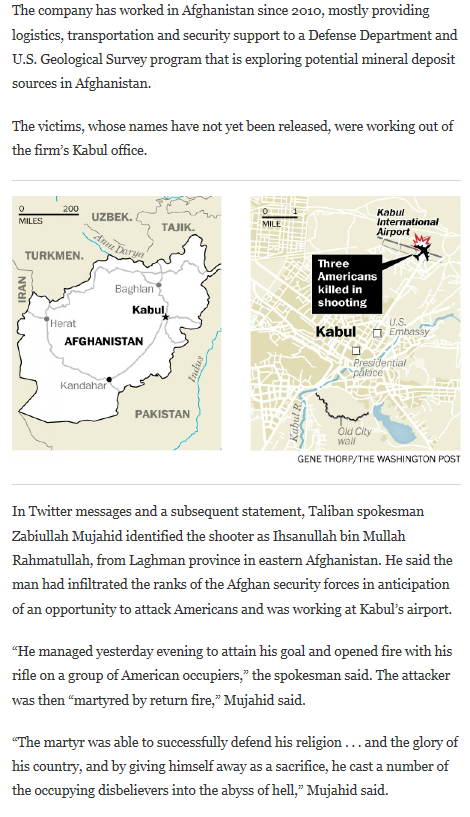 The company has worked in Afghanistan since 2010, mostly providing
logistics, transportation and security support to a Defense Department and
U.S. Geological Survey program that is exploring potential mineral deposit
sources in Afghanistan.
The victims, whose names have not yet been released, were working out of
the firm’s Kabul office.
0 200
MILES
UZBEK.
TAJIK.
Amu Darya
TURKMEN.
IRAN
Baghlan
Kabul
Herat
AFGHANISTAN
Indus
Kandahar
PAKISTAN
0 1
MILE
Kabul
International
Airport
Three
Americans
killed in
shooting
Kabul
U.S.
Embassy
Presidential
palace
Kabul R.
Old City
wall
GENE THORP/THE WASHINGTON POST
In Twitter messages and a subsequent statement, Taliban spokesman
Zabiullah Mujahid identified the shooter as Ihsanullah bin Mullah
Rahmatullah, from Laghman province in eastern Afghanistan. He said the
man had infiltrated the ranks of the Afghan security forces in anticipation
of an opportunity to attack Americans and was working at Kabul’s airport.
“He managed yesterday evening to attain his goal and opened fire with his
rifle on a group of American occupiers,” the spokesman said. The attacker
was then “martyred by return fire,” Mujahid said.
“The martyr was able to successfully defend his religion . . . and the glory of
his country, and by giving himself away as a sacrifice, he cast a number of
the occupying disbelievers into the abyss of hell,” Mujahid said.